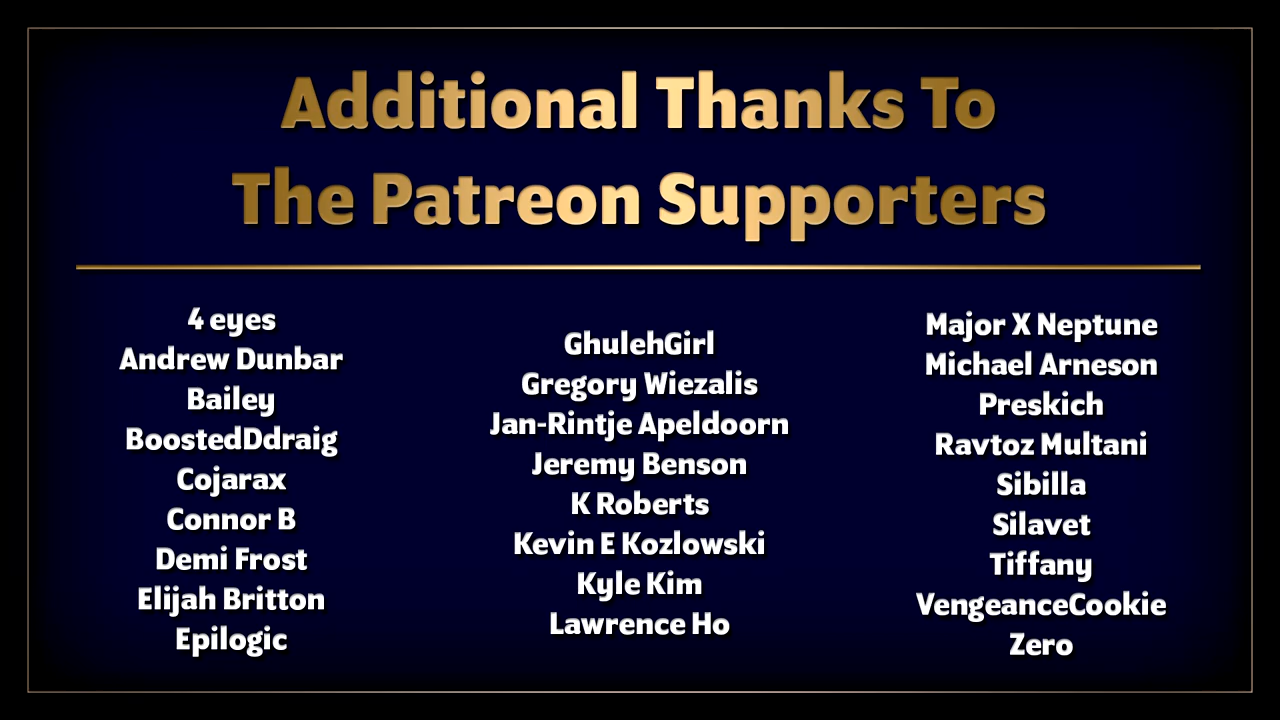 Additional Thanks To
The Patreon Supporters
4 eyes
Andrew Dunbar
Bailey
BoostedDdraig
Cojarax
Connor B
Demi Frost
Elijah Britton
Epilogic
GhulehGirl
Gregory Wiezalis
Jan-Rintje Apeldoorn
Jeremy Benson
K Roberts
Kevin E Kozlowski
Kyle Kim
Lawrence Ho
Major X Neptune
Michael Arneson
Preskich
Ravtoz Multani
Sibilla
Silavet
Tiffany
VengeanceCookie
Zero